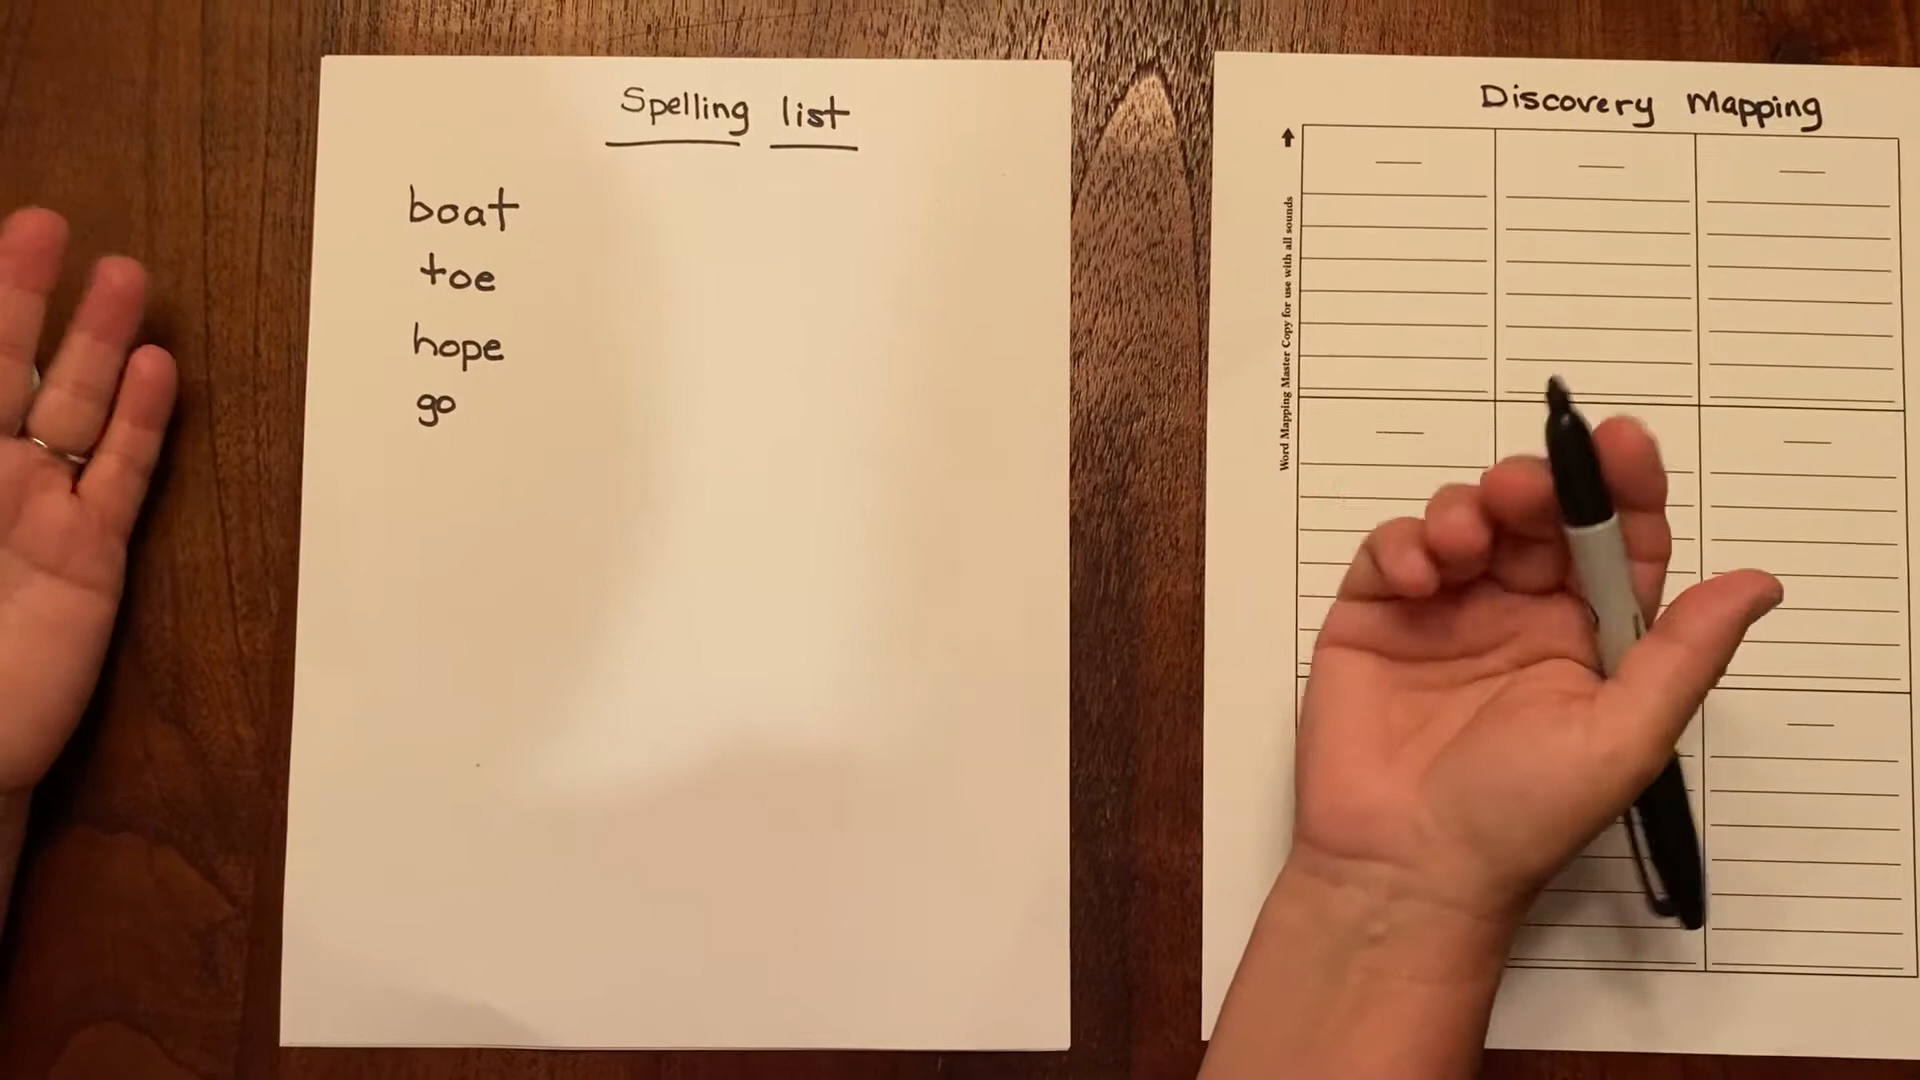 Spelling list
boat
toe
hope
go
Discovery Mapping
Word Mapping Master Copy for use with all sounds